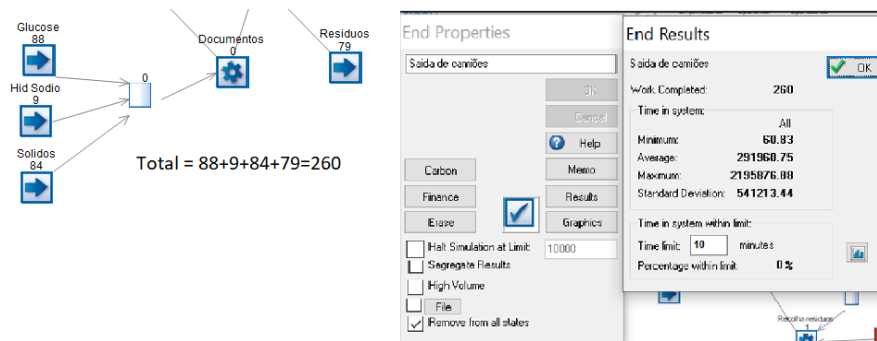 Glucose
88
Hid Sodio
9
Solidos
84
0
Documentos
0
Residuos
79
Total = 88+9+84+79=260
End Properties
Saida de camiões
OK
Cancel
Help
Carbon
Memo
Finance
Results
Erase
Graphics
Halt Simulation at Limit:
10000
Segregate Results
High Volume
File
Remove from all states
End Results
Saida de camiões
OK
Work Completed: 260
Time in system:
All
Minimum: 60.83
Average: 291960.75
Maximum: 2195876.88
Standard Deviation: 541213.44
Time in system within limit:
Time limit: 10 minutes
Percentage within limit: 0 %
Recolha residuos
1